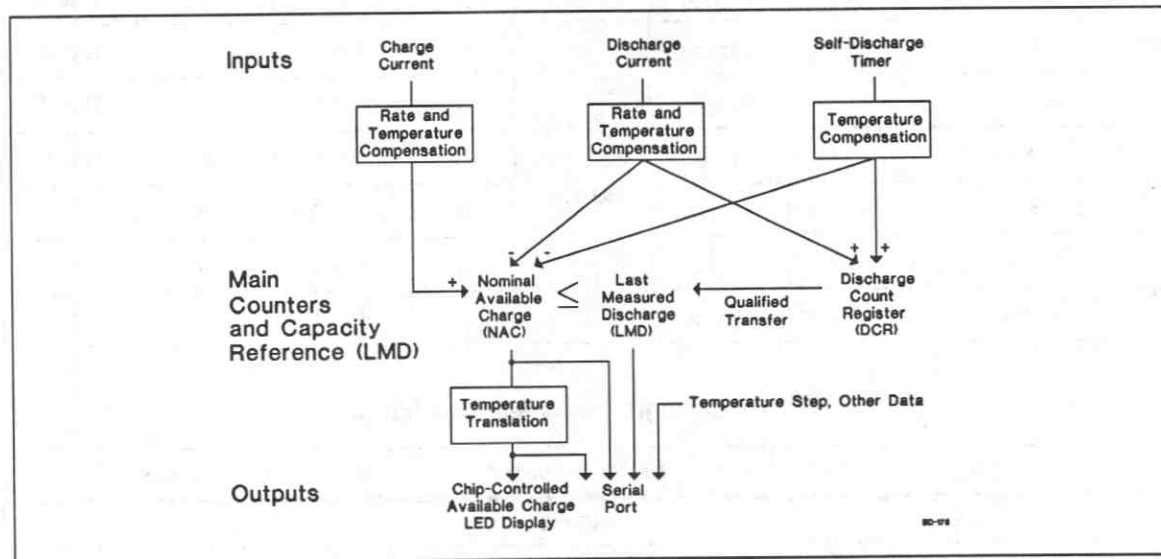 Inputs
Charge
Current
Discharge
Current
Self-Discharge
Timer
Rate and
Temperature
Compensation
Rate and
Temperature
Compensation
Temperature
Compensation
- -
+ +
Main
Counters
and Capacity
Reference (LMD)
+
Nominal
Available
Charge
(NAC)
≤
Last
Measured
Discharge
(LMD)
Qualified
Transfer
Discharge
Count
Register
(DCR)
Temperature
Translation
Temperature Step, Other Data
Outputs
Chip-Controlled
Available Charge
LED Display
Serial
Port